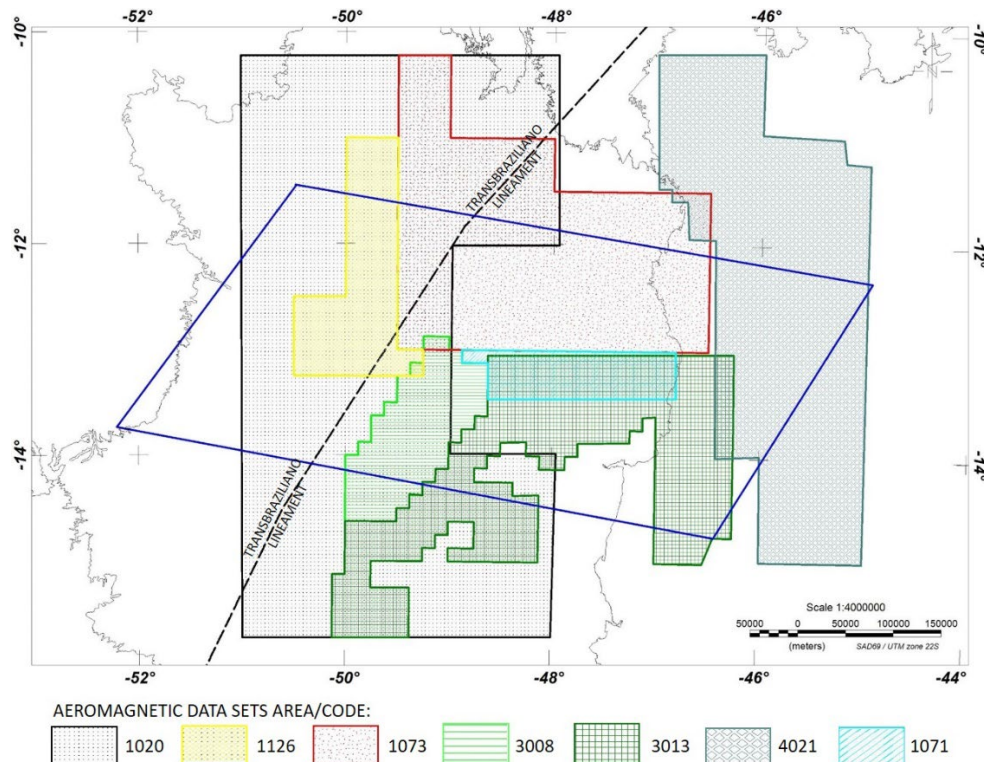 -52° -50° -48° -46°
-10° -10°
N
TRANSBRAZILIANO
LINEAMENT
-12° -12°
-14° -14°
TRANSBRAZILIANO
LINEAMENT
Scale 1:4000000
50000 0 50000 100000 150000
(meters) SAD69 / UTM zone 22S
-52° -50° -48° -46° -44°
AEROMAGNETIC DATA SETS AREA/CODE:
1020 1126 1073 3008 3013 4021 1071